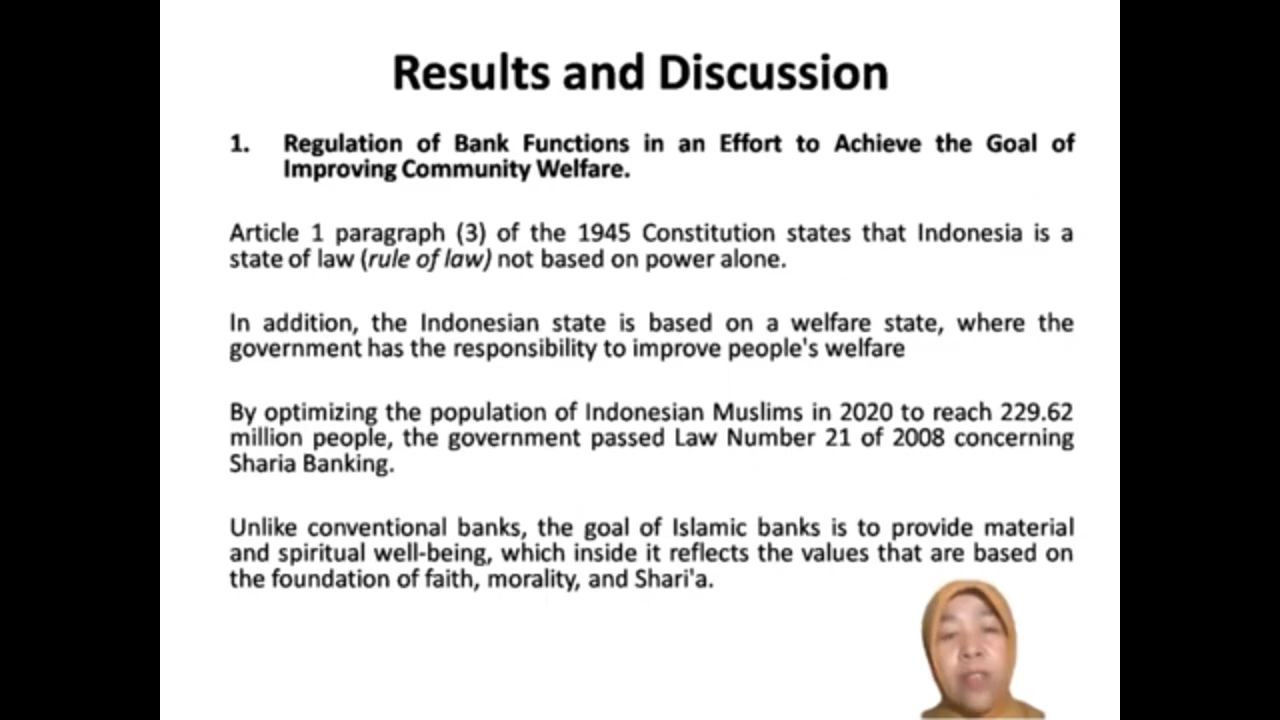 Results and Discussion
1. Regulation of Bank Functions in an Effort to Achieve the Goal of
Improving Community Welfare.
Article 1 paragraph (3) of the 1945 Constitution states that Indonesia is a
state of law (rule of law) not based on power alone.
In addition, the Indonesian state is based on a welfare state, where the
government has the responsibility to improve people's welfare
By optimizing the population of Indonesian Muslims in 2020 to reach 229.62
million people, the government passed Law Number 21 of 2008 concerning
Sharia Banking.
Unlike conventional banks, the goal of Islamic banks is to provide material
and spiritual well-being, which inside it reflects the values that are based on
the foundation of faith, morality, and Shari'a.